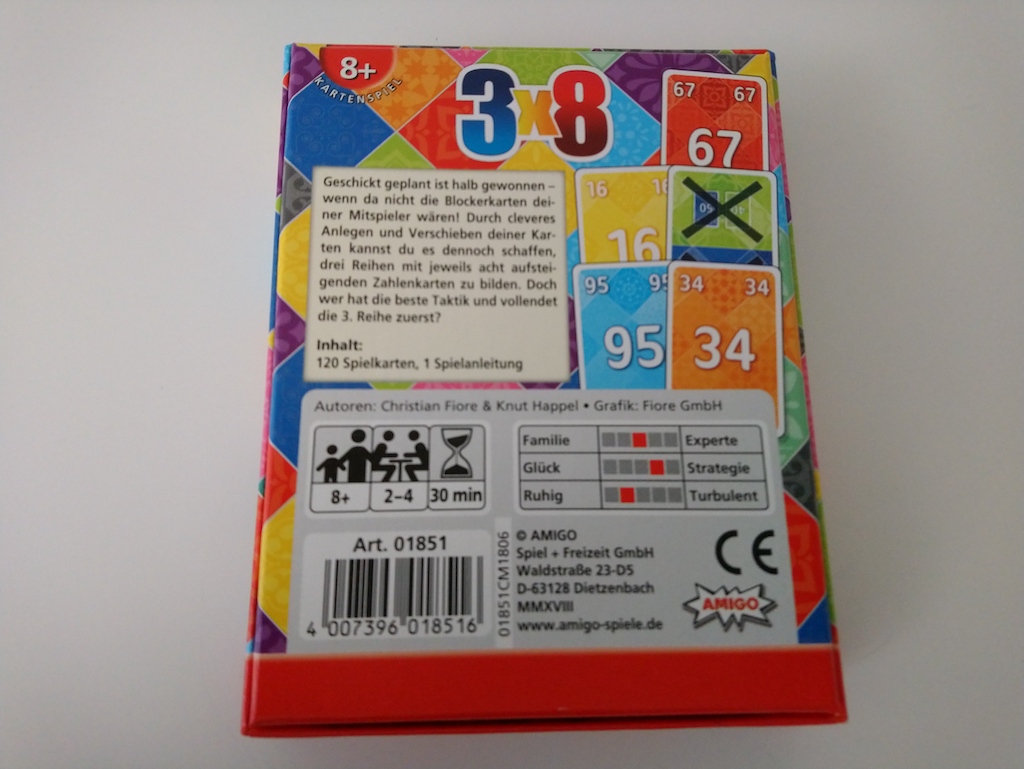 8+
KARTENSPIEL
3x8
67 67
67
16 16
16
50 40
95 95
95
34 34
34
Geschickt geplant ist halb gewonnen –
wenn da nicht die Blockerkarten dei-
ner Mitspieler wären! Durch cleveres
Anlegen und Verschieben deiner Kar-
ten kannst du es dennoch schaffen,
drei Reihen mit jeweils acht aufstei-
genden Zahlenkarten zu bilden. Doch
wer hat die beste Taktik und vollendet
die 3. Reihe zuerst?
Inhalt:
120 Spielkarten, 1 Spielanleitung
Autoren: Christian Fiore & Knut Happel • Grafik: Fiore GmbH
8+ 2–4 30 min
Familie Experte
Glück Strategie
Ruhig Turbulent
Art. 01851
4 007396 018516
01851CM1806
© AMIGO
Spiel + Freizeit GmbH
Waldstraße 23-D5
D-63128 Dietzenbach
MMXVIII
www.amigo-spiele.de
CE
AMIGO